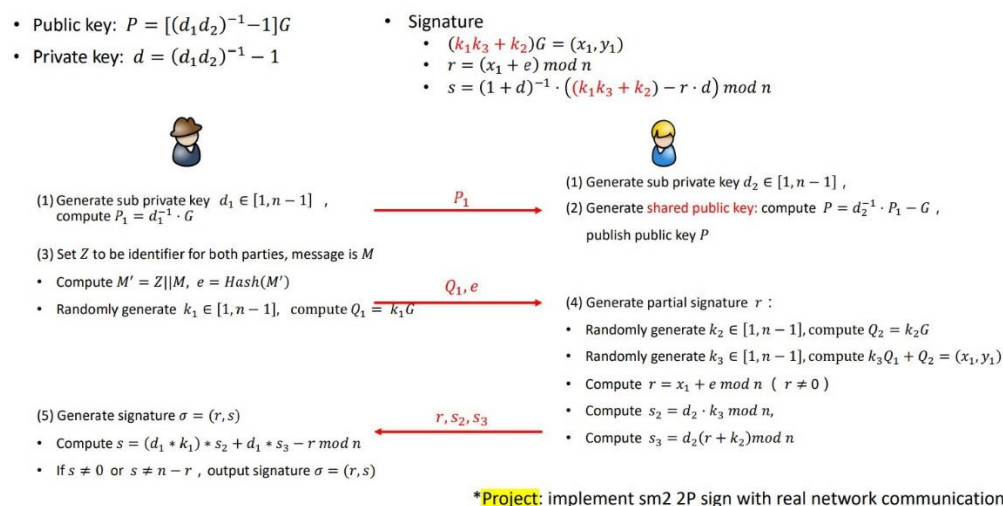 • Public key: P = [(d₁d₂)⁻¹−1]G
• Private key: d = (d₁d₂)⁻¹ − 1
• Signature
• (k₁k₃ + k₂)G = (x₁, y₁)
• r = (x₁ + e) mod n
• s = (1 + d)⁻¹ · ((k₁k₃ + k₂) − r · d) mod n
(1) Generate sub private key d₁ ∈ [1, n − 1] ,
compute P₁ = d₁⁻¹ · G
P₁
(1) Generate sub private key d₂ ∈ [1, n − 1] ,
(2) Generate shared public key: compute P = d₂⁻¹ · P₁ − G ,
publish public key P
(3) Set Z to be identifier for both parties, message is M
• Compute M′ = Z||M, e = Hash(M′)
• Randomly generate k₁ ∈ [1, n − 1], compute Q₁ = k₁G
Q₁, e
(4) Generate partial signature r :
• Randomly generate k₂ ∈ [1, n − 1], compute Q₂ = k₂G
• Randomly generate k₃ ∈ [1, n − 1], compute k₃Q₁ + Q₂ = (x₁, y₁)
• Compute r = x₁ + e mod n ( r ≠ 0 )
• Compute s₂ = d₂ · k₃ mod n,
• Compute s₃ = d₂(r + k₂)mod n
r, s₂, s₃
(5) Generate signature σ = (r, s)
• Compute s = (d₁ * k₁) * s₂ + d₁ * s₃ − r mod n
• If s ≠ 0 or s ≠ n − r , output signature σ = (r, s)
*Project: implement sm2 2P sign with real network communication